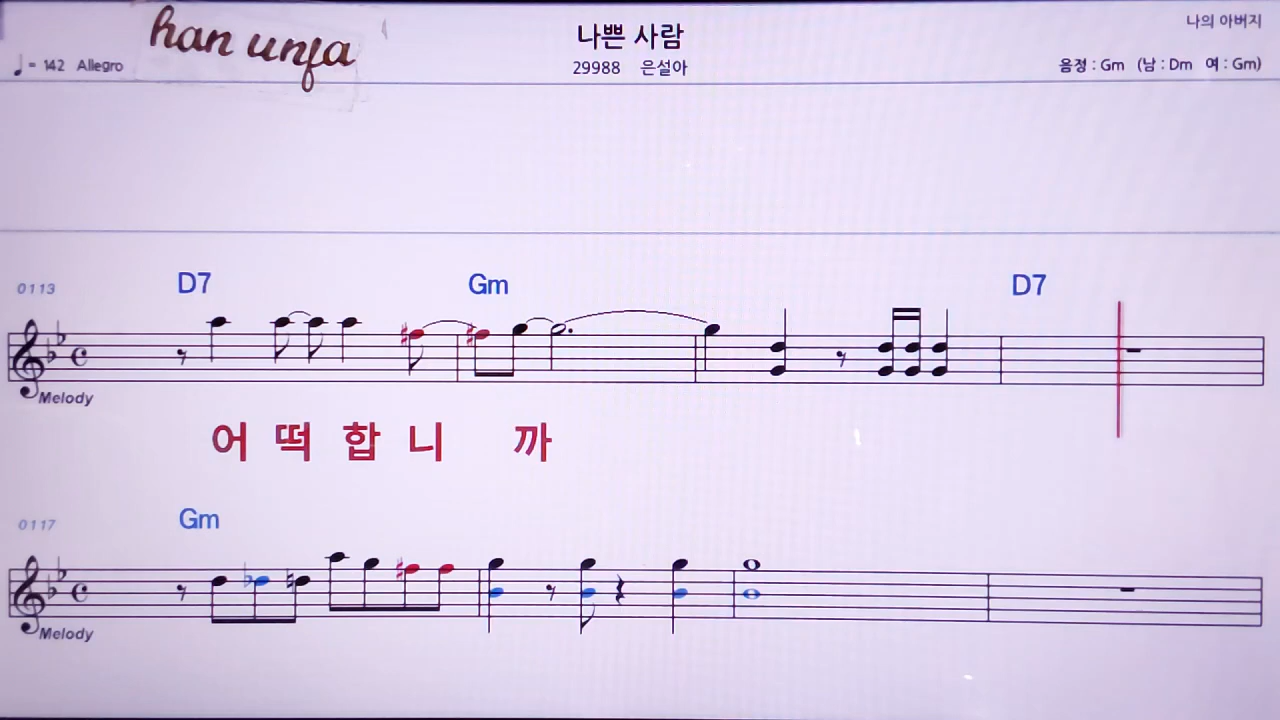 han unja
나쁜 사람
나의 아버지
♩= 142 Allegro
29988 은설아
음정 : Gm (남 : Dm 여 : Gm)
0113 D7 Gm D7
Melody
어 떡 합 니 까
0117 Gm
Melody